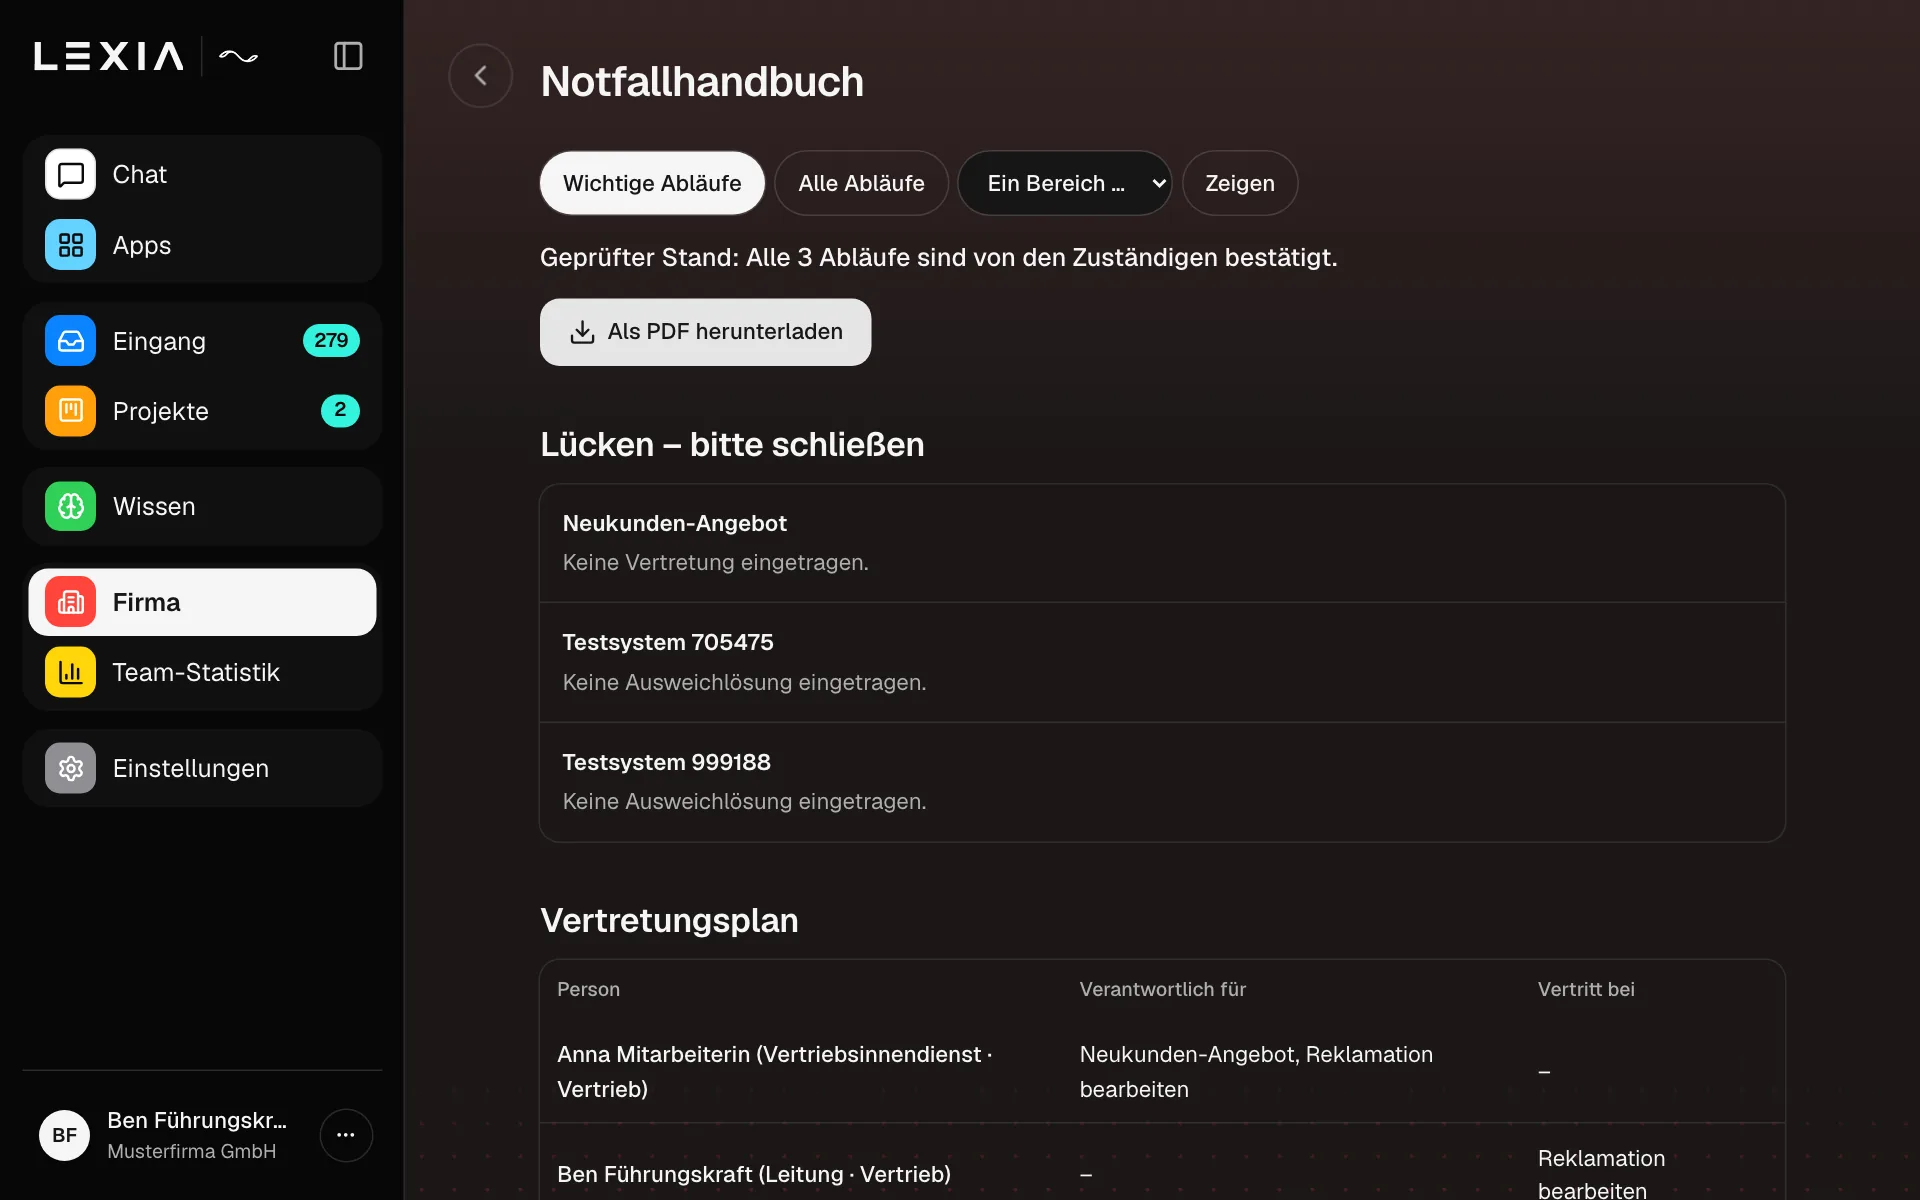 LEXIA
Chat
Apps
Eingang 279
Projekte 2
Wissen
Firma
Team-Statistik
Einstellungen
BF
Ben Führungskr...
Musterfirma GmbH
Notfallhandbuch
Wichtige Abläufe
Alle Abläufe
Ein Bereich ...
Zeigen
Geprüfter Stand: Alle 3 Abläufe sind von den Zuständigen bestätigt.
Als PDF herunterladen
Lücken – bitte schließen
Neukunden-Angebot
Keine Vertretung eingetragen.
Testsystem 705475
Keine Ausweichlösung eingetragen.
Testsystem 999188
Keine Ausweichlösung eingetragen.
Vertretungsplan
Person Verantwortlich für Vertritt bei
Anna Mitarbeiterin (Vertriebsinnendienst ·
Vertrieb)
Neukunden-Angebot, Reklamation
bearbeiten
–
Ben Führungskraft (Leitung · Vertrieb)
–
Reklamation
bearbeiten